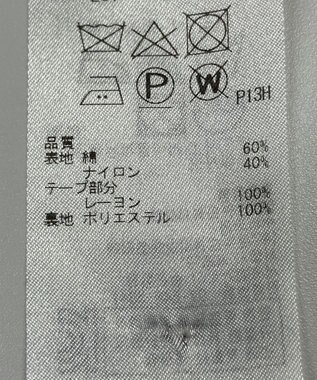 P
W
P13H
品質
表地 綿 60%
ナイロン 40%
テープ部分
レーヨン 100%
裏地 ポリエステル 100%